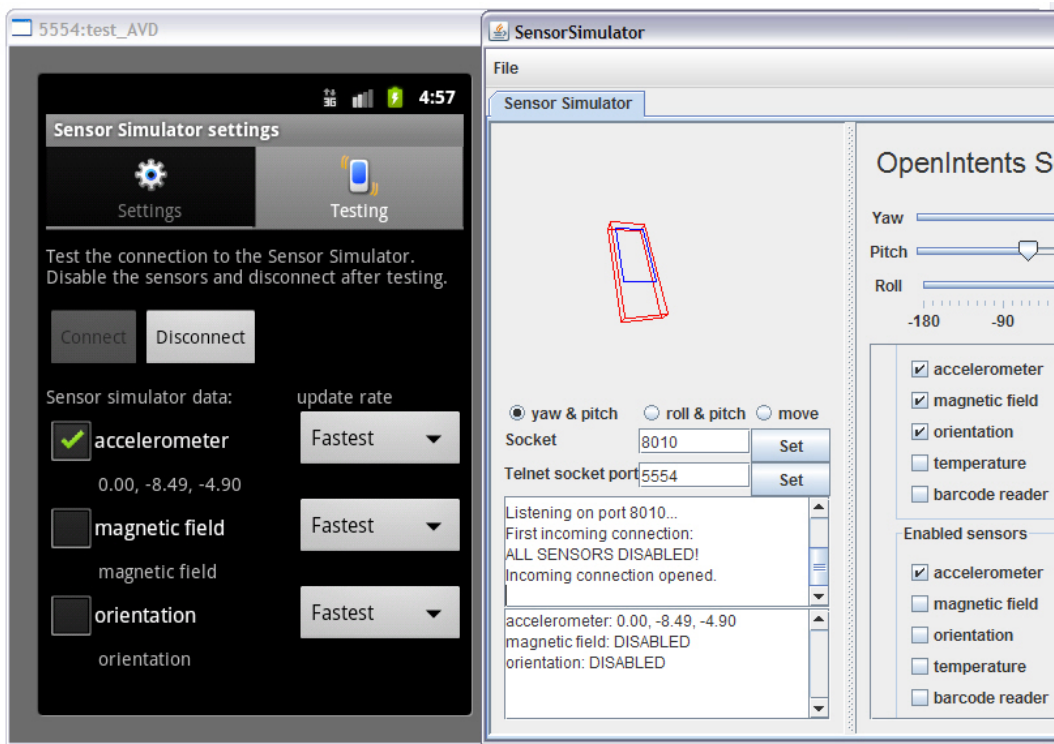 5554:test_AVD
3G 4:57
Sensor Simulator settings
Settings Testing
Test the connection to the Sensor Simulator.
Disable the sensors and disconnect after testing.
Connect Disconnect
Sensor simulator data: update rate
accelerometer Fastest
0.00, -8.49, -4.90
magnetic field Fastest
magnetic field
orientation Fastest
orientation
SensorSimulator
File
Sensor Simulator
yaw & pitch roll & pitch move
Socket 8010 Set
Telnet socket port 5554 Set
Listening on port 8010...
First incoming connection:
ALL SENSORS DISABLED!
Incoming connection opened.
accelerometer: 0.00, -8.49, -4.90
magnetic field: DISABLED
orientation: DISABLED
OpenIntents S
Yaw
Pitch
Roll
-180 -90
accelerometer
magnetic field
orientation
temperature
barcode reader
Enabled sensors
accelerometer
magnetic field
orientation
temperature
barcode reader